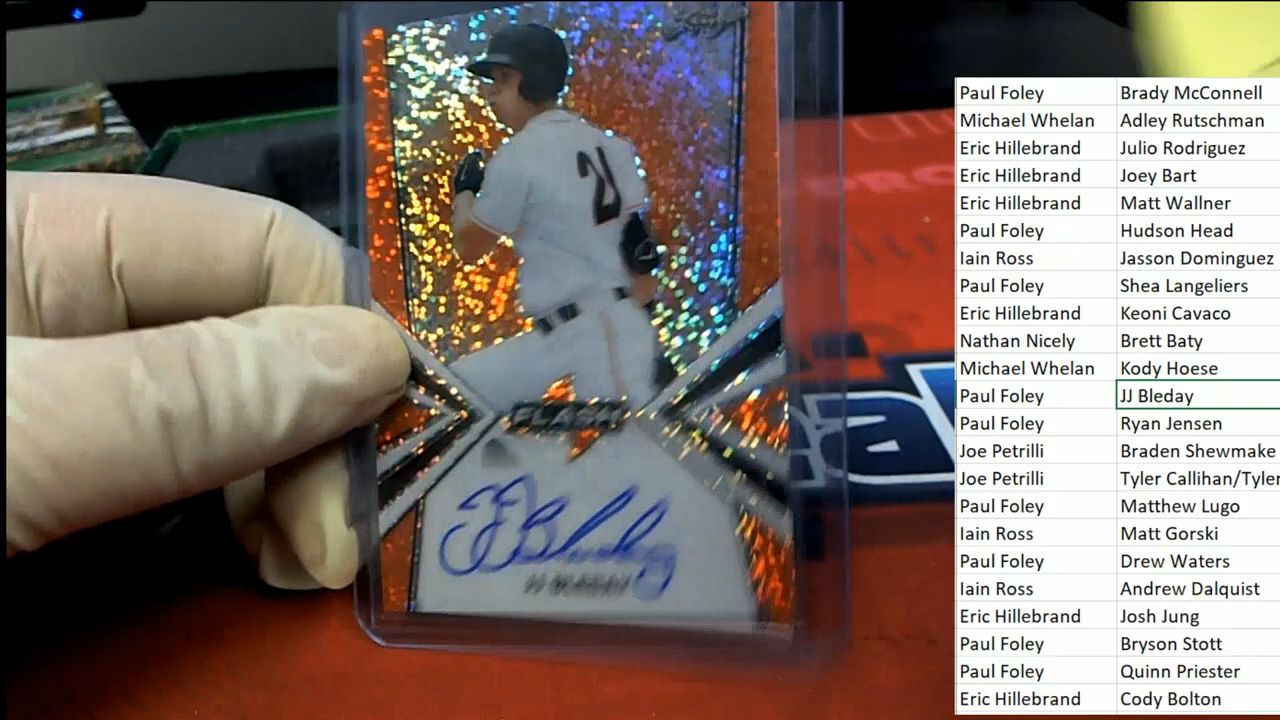 21
FLASH
JJ Bleday
JJ BLEDAY
Paul Foley Brady McConnell
Michael Whelan Adley Rutschman
Eric Hillebrand Julio Rodriguez
Eric Hillebrand Joey Bart
Eric Hillebrand Matt Wallner
Paul Foley Hudson Head
Iain Ross Jasson Dominguez
Paul Foley Shea Langeliers
Eric Hillebrand Keoni Cavaco
Nathan Nicely Brett Baty
Michael Whelan Kody Hoese
Paul Foley JJ Bleday
Paul Foley Ryan Jensen
Joe Petrilli Braden Shewmake
Joe Petrilli Tyler Callihan/Tyler
Paul Foley Matthew Lugo
Iain Ross Matt Gorski
Paul Foley Drew Waters
Iain Ross Andrew Dalquist
Eric Hillebrand Josh Jung
Paul Foley Bryson Stott
Paul Foley Quinn Priester
Eric Hillebrand Cody Bolton